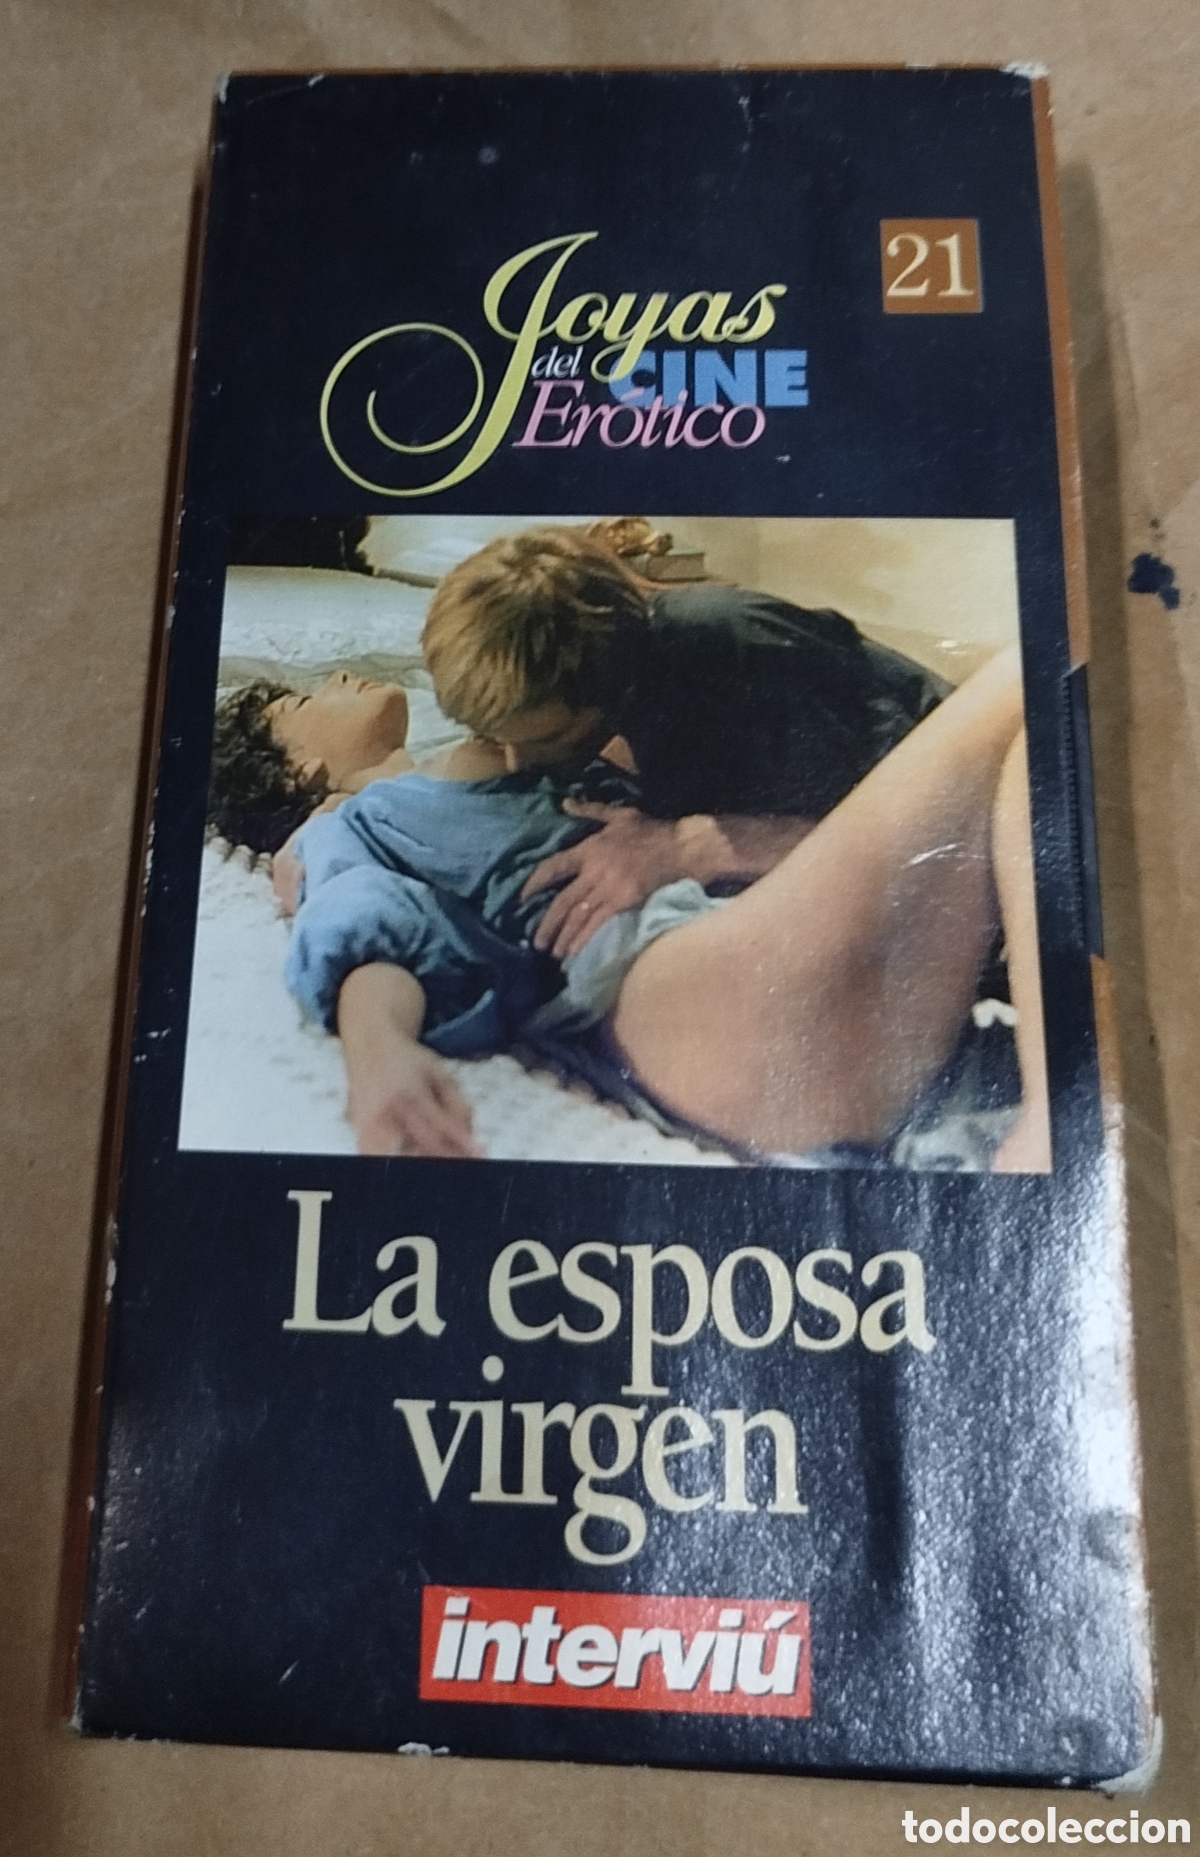 21
Joyas
del CINE
Erótico
La esposa
virgen
interviú
todocoleccion